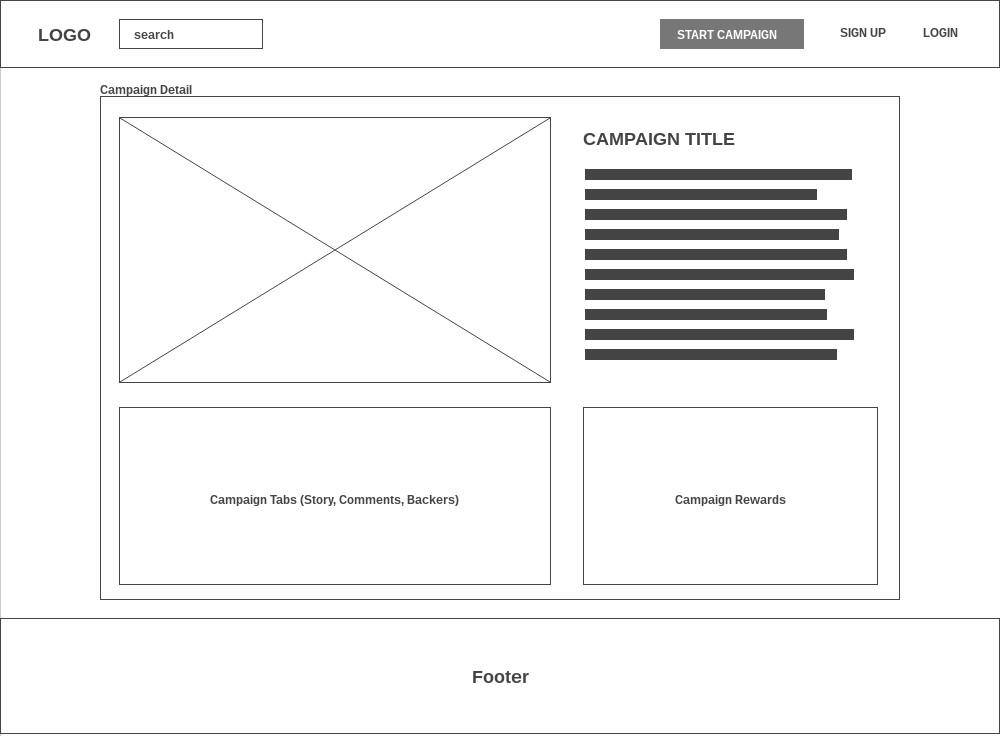 LOGO
search
START CAMPAIGN
SIGN UP
LOGIN
Campaign Detail
CAMPAIGN TITLE
Campaign Tabs (Story, Comments, Backers)
Campaign Rewards
Footer